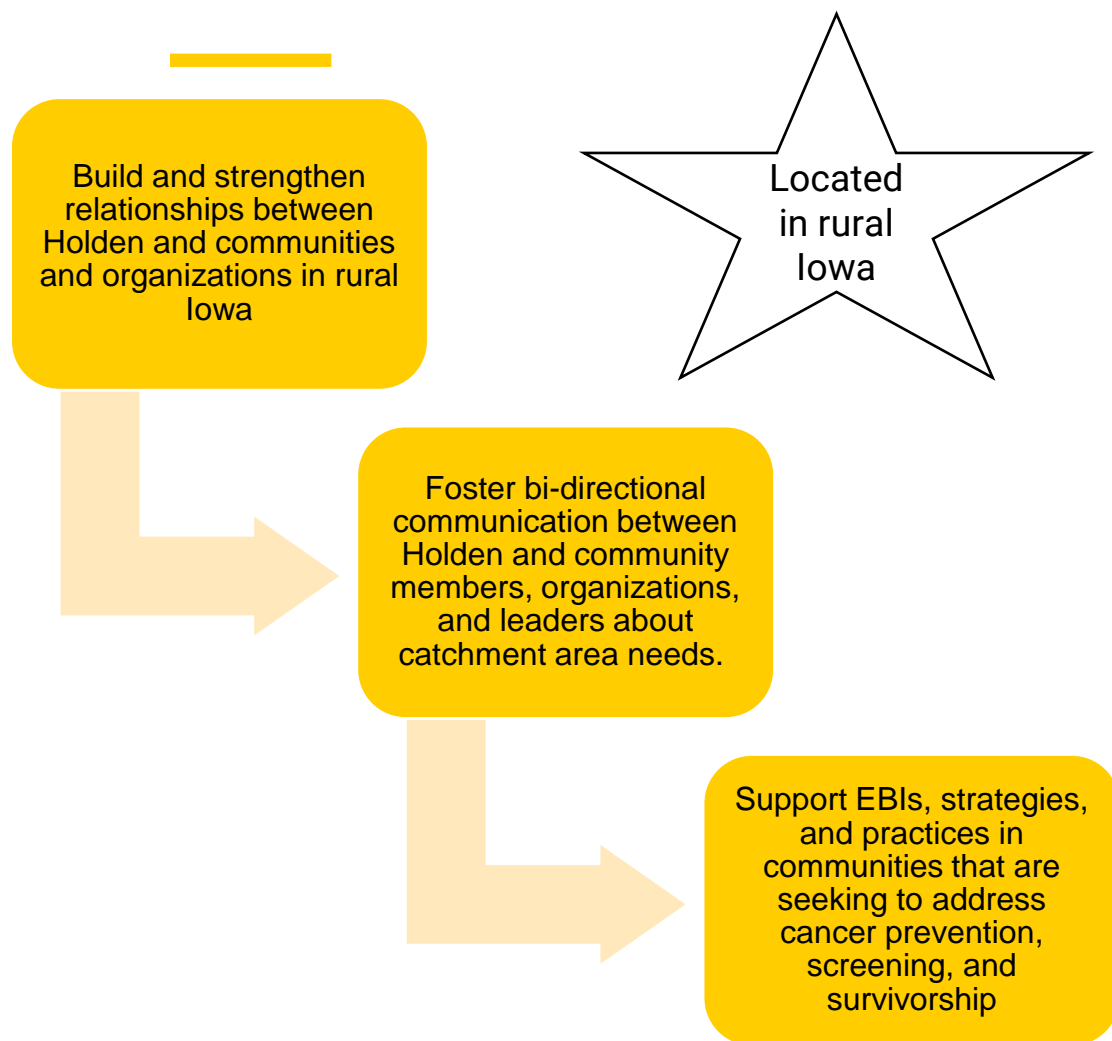 Build and strengthen
relationships between
Holden and communities
and organizations in rural
Iowa
Located
in rural
Iowa
Foster bi-directional
communication between
Holden and community
members, organizations,
and leaders about
catchment area needs.
Support EBIs, strategies,
and practices in
communities that are
seeking to address
cancer prevention,
screening, and
survivorship